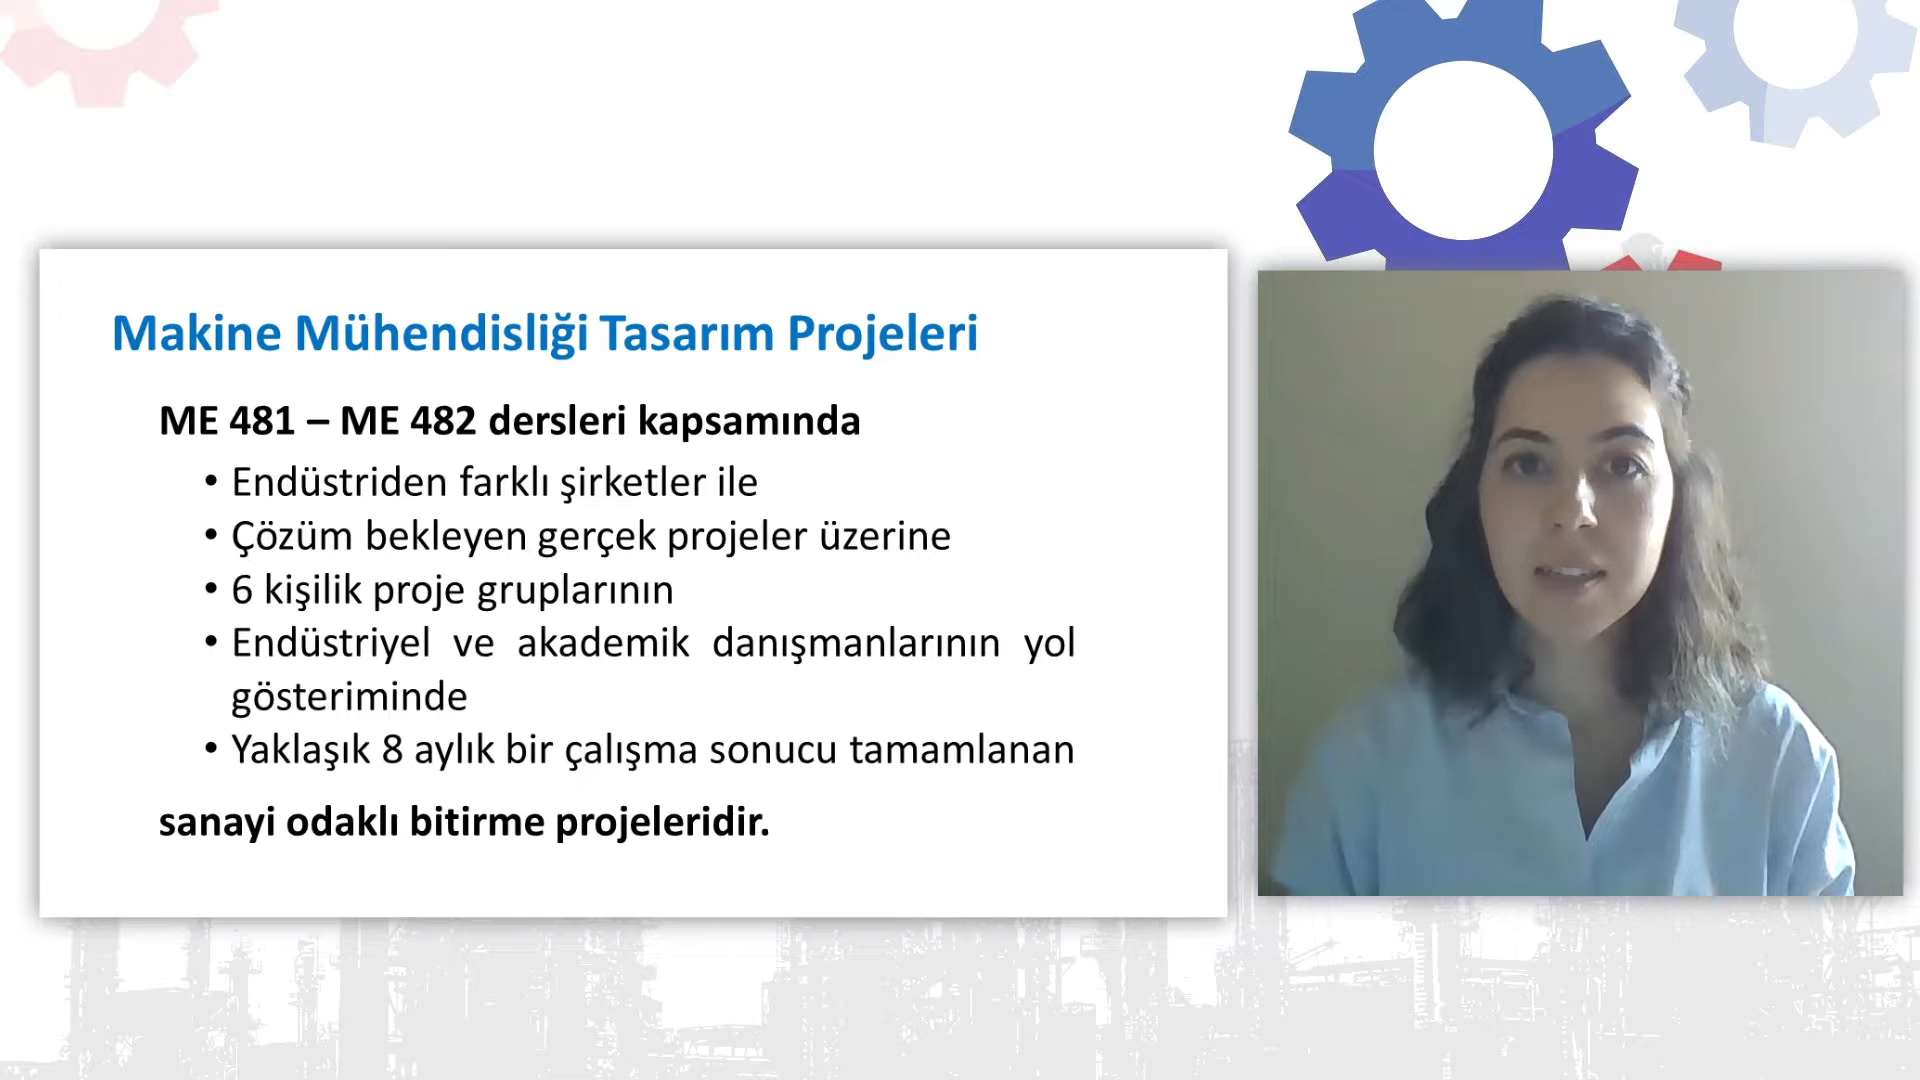 Makine Mühendisliği Tasarım Projeleri
ME 481 – ME 482 dersleri kapsamında
• Endüstriden farklı şirketler ile
• Çözüm bekleyen gerçek projeler üzerine
• 6 kişilik proje gruplarının
• Endüstriyel ve akademik danışmanlarının yol
gösteriminde
• Yaklaşık 8 aylık bir çalışma sonucu tamamlanan
sanayi odaklı bitirme projeleridir.